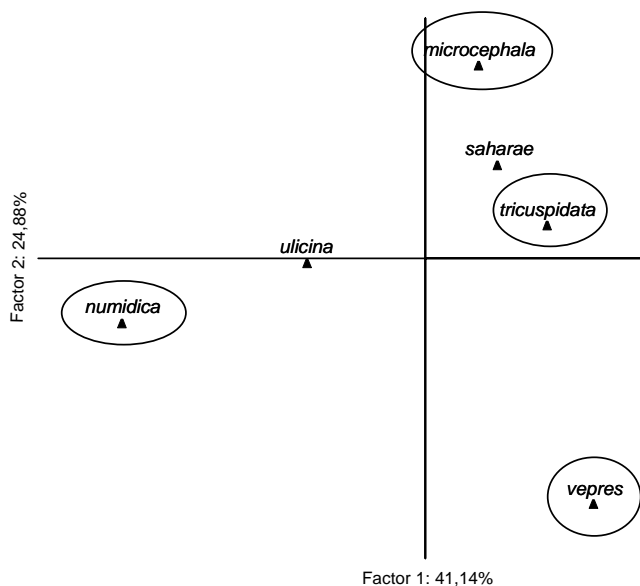 microcephala
saharae
tricuspidata
ulicina
numidica
vepres
Factor 2: 24,88%
Factor 1: 41,14%